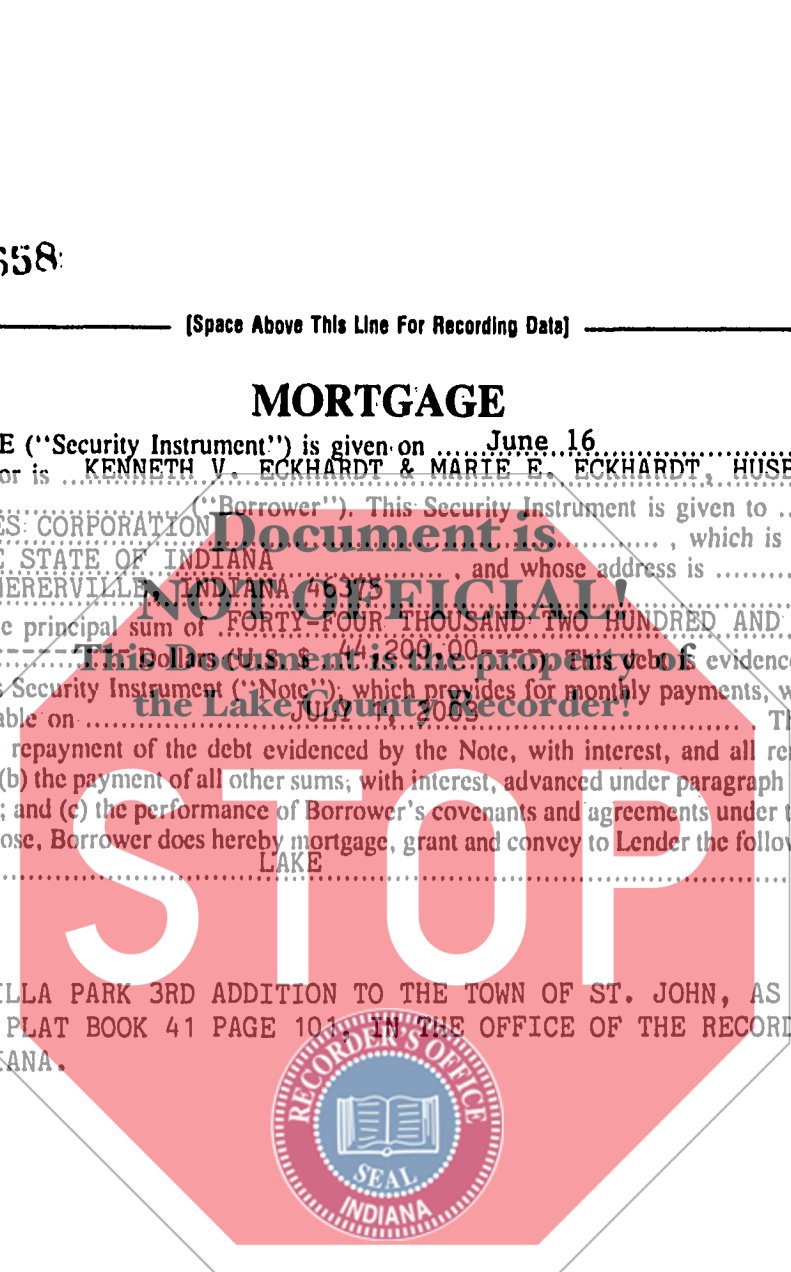 658
[Space Above This Line For Recording Data]
MORTGAGE
E (“Security Instrument”) is given on ..... June 16
or is ... KENNETH V. ECKHARDT & MARIE E. ECKHARDT, HUSB
(“Borrower”). This Security Instrument is given to ..
ES CORPORATION , which is
Document is
E STATE OF INDIANA , and whose address is
HERERVILLE, INDIANA 46375
NOT OFFICIAL!
e principal sum of FORTY-FOUR THOUSAND TWO HUNDRED AND
Dollars (U.S. $ 44,200.00 ). This debt is evidence
This Document is the property of
s Security Instrument (“Note”), which provides for monthly payments, w
the Lake County Recorder!
able on JULY 1, 2003 . Th
repayment of the debt evidenced by the Note, with interest, and all re
(b) the payment of all other sums, with interest, advanced under paragraph
; and (c) the performance of Borrower’s covenants and agreements under t
ose, Borrower does hereby mortgage, grant and convey to Lender the follow
LAKE
STOP
ILLA PARK 3RD ADDITION TO THE TOWN OF ST. JOHN, AS
PLAT BOOK 41 PAGE 101, IN THE OFFICE OF THE RECORD
IANA.
RECORDER'S OFFICE
SEAL
INDIANA